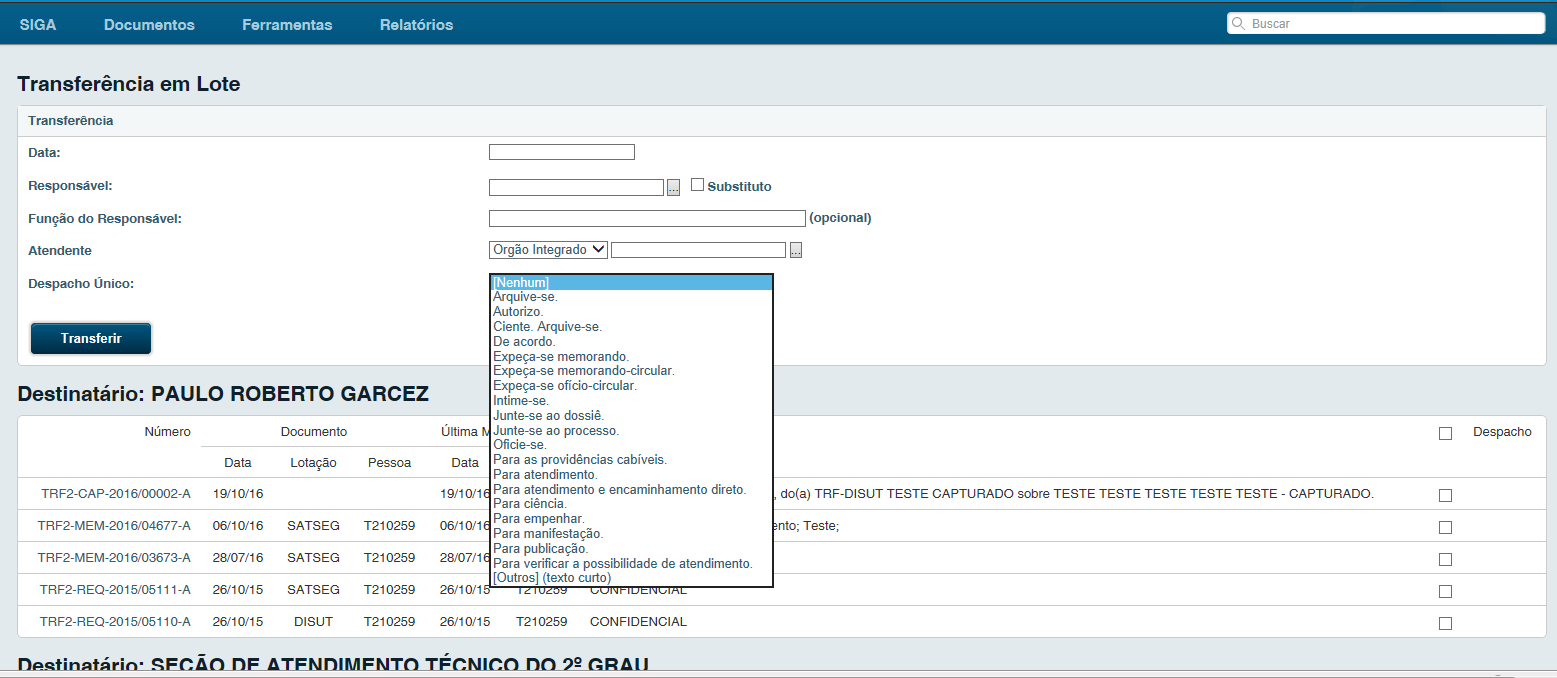 SIGA Documentos Ferramentas Relatórios Buscar
Transferência em Lote
Transferência
Data:
Responsável: ... Substituto
Função do Responsável: (opcional)
Atendente Orgão Integrado ...
Despacho Único:
[Nenhum]
Arquive-se.
Autorizo.
Ciente. Arquive-se.
De acordo.
Expeça-se memorando.
Expeça-se memorando-circular.
Expeça-se ofício-circular.
Intime-se.
Junte-se ao dossiê.
Junte-se ao processo.
Oficie-se.
Para as providências cabíveis.
Para atendimento.
Para atendimento e encaminhamento direto.
Para ciência.
Para empenhar.
Para manifestação.
Para publicação.
Para verificar a possibilidade de atendimento.
[Outros] (texto curto)
Transferir
Destinatário: PAULO ROBERTO GARCEZ
Número Documento Última M Despacho
Data Lotação Pessoa Data
TRF2-CAP-2016/00002-A 19/10/16 19/10/16 , do(a) TRF-DISUT TESTE CAPTURADO sobre TESTE TESTE TESTE TESTE TESTE - CAPTURADO.
TRF2-MEM-2016/04677-A 06/10/16 SATSEG T210259 06/10/16 ento; Teste;
TRF2-MEM-2016/03673-A 28/07/16 SATSEG T210259 28/07/16
TRF2-REQ-2015/05111-A 26/10/15 SATSEG T210259 26/10/15 T210259 CONFIDENCIAL
TRF2-REQ-2015/05110-A 26/10/15 DISUT T210259 26/10/15 T210259 CONFIDENCIAL
Destinatário: SEÇÃO DE ATENDIMENTO TÉCNICO DO 2º GRAU